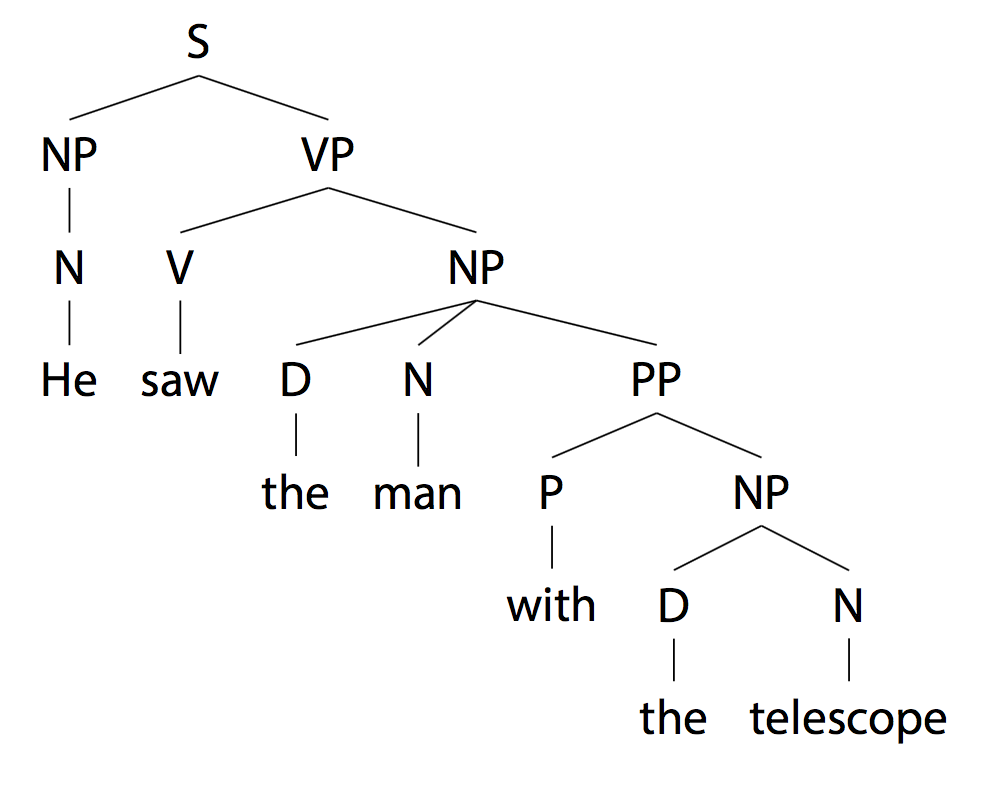 S
NP VP
N V NP
He saw D N PP
the man P NP
with D N
the telescope